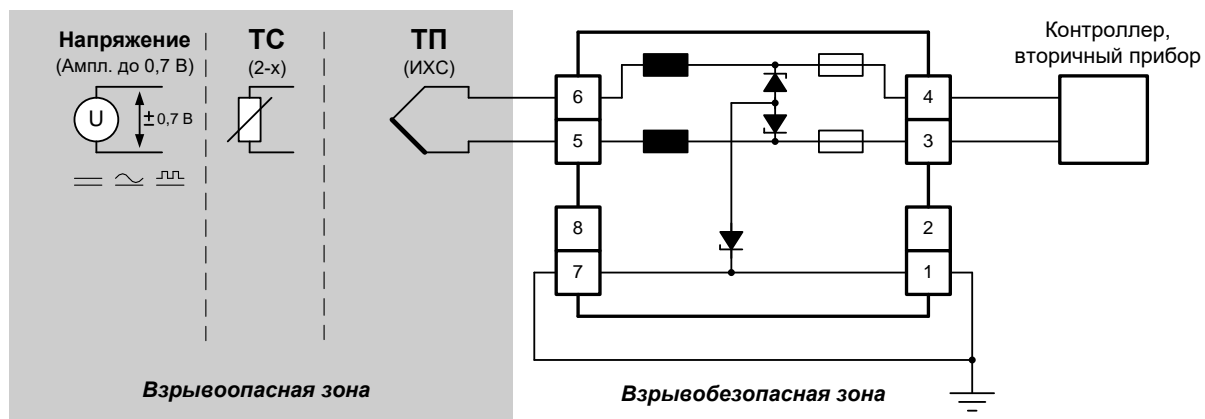 Напряжение
(Ампл. до 0,7 В)
U
± 0,7 В
ТС
(2-х)
ТП
(ИХС)
6
5
8
7
4
3
2
1
Контроллер,
вторичный прибор
Взрывоопасная зона
Взрывобезопасная зона